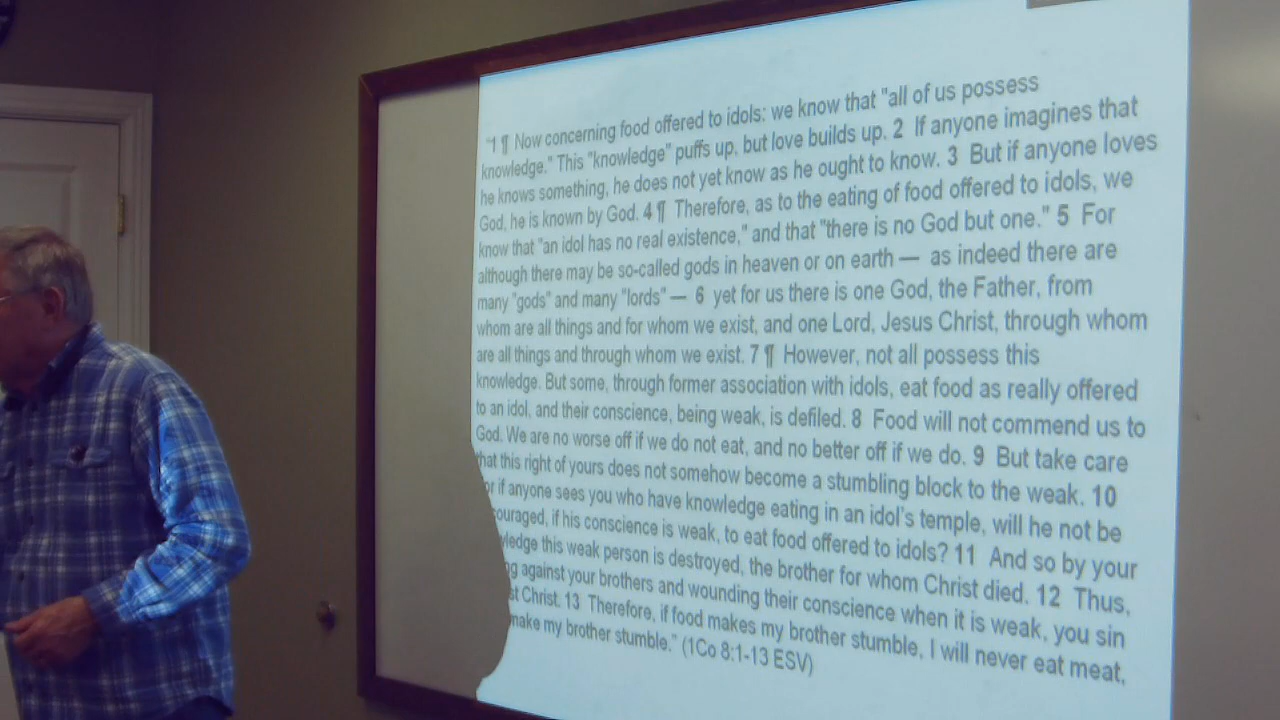 "1 ¶ Now concerning food offered to idols: we know that "all of us possess
knowledge." This "knowledge" puffs up, but love builds up. 2 If anyone imagines that
he knows something, he does not yet know as he ought to know. 3 But if anyone loves
God, he is known by God. 4 ¶ Therefore, as to the eating of food offered to idols, we
know that "an idol has no real existence," and that "there is no God but one." 5 For
although there may be so-called gods in heaven or on earth — as indeed there are
many "gods" and many "lords" — 6 yet for us there is one God, the Father, from
whom are all things and for whom we exist, and one Lord, Jesus Christ, through whom
are all things and through whom we exist. 7 ¶ However, not all possess this
knowledge. But some, through former association with idols, eat food as really offered
to an idol, and their conscience, being weak, is defiled. 8 Food will not commend us to
God. We are no worse off if we do not eat, and no better off if we do. 9 But take care
that this right of yours does not somehow become a stumbling block to the weak. 10
or if anyone sees you who have knowledge eating in an idol's temple, will he not be
couraged, if his conscience is weak, to eat food offered to idols? 11 And so by your
ledge this weak person is destroyed, the brother for whom Christ died. 12 Thus,
ng against your brothers and wounding their conscience when it is weak, you sin
st Christ. 13 Therefore, if food makes my brother stumble, I will never eat meat,
make my brother stumble." (1Co 8:1-13 ESV)